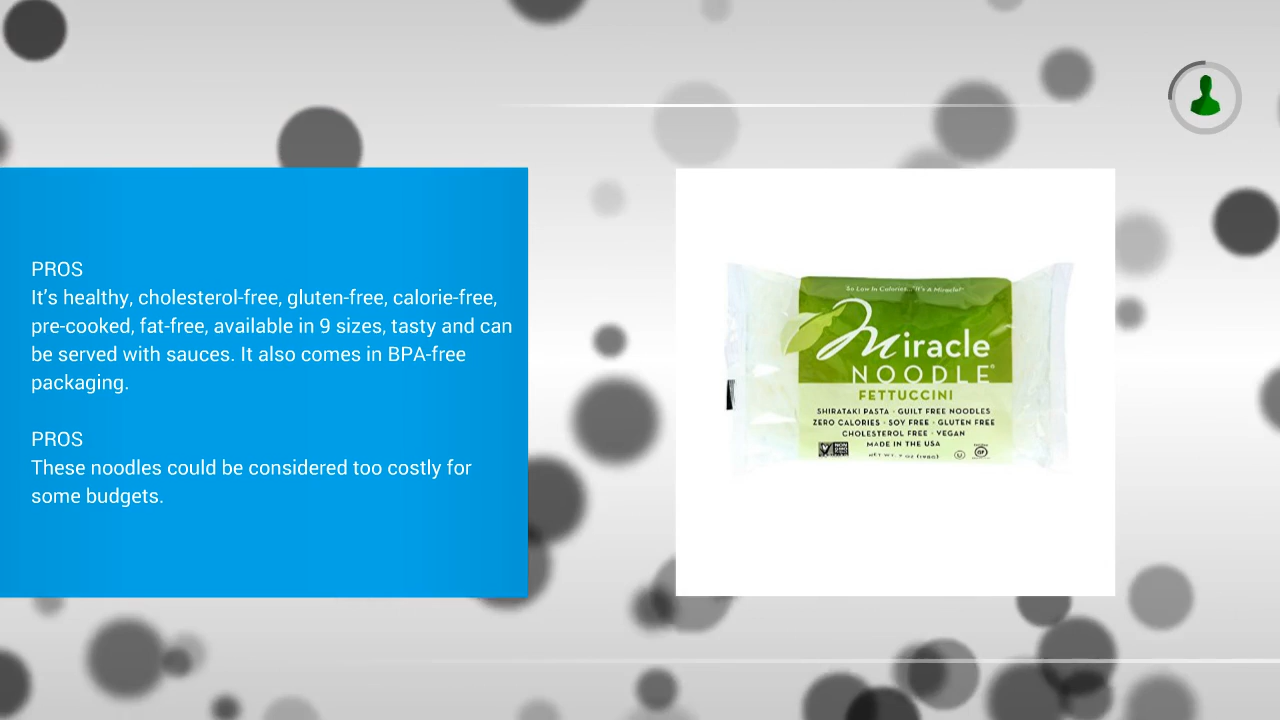 PROS
It’s healthy, cholesterol-free, gluten-free, calorie-free,
pre-cooked, fat-free, available in 9 sizes, tasty and can
be served with sauces. It also comes in BPA-free
packaging.
PROS
These noodles could be considered too costly for
some budgets.
"So Low in Calories... It's A Miracle!"
Miracle
NOODLE
FETTUCCINI
SHIRATAKI PASTA · GUILT FREE NOODLES
ZERO CALORIES · SOY FREE · GLUTEN FREE
CHOLESTEROL FREE · VEGAN
MADE IN THE USA
GF